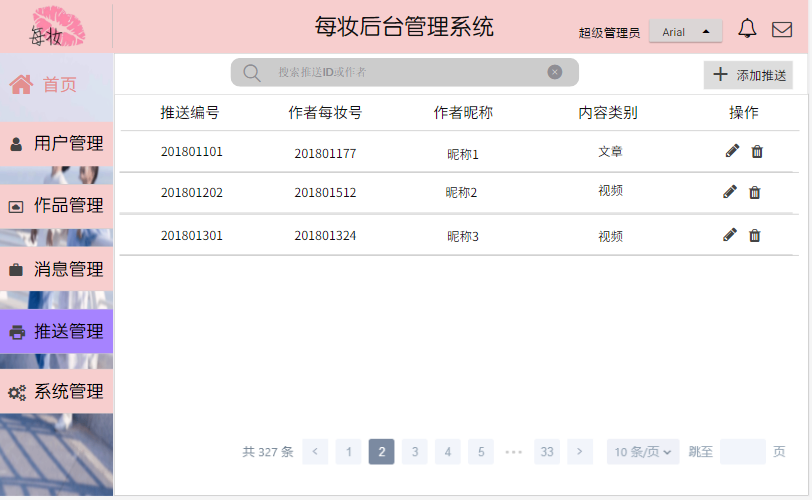 每妆
每妆后台管理系统
超级管理员
Arial
首页
搜索推送ID或作者
添加推送
用户管理
作品管理
消息管理
推送管理
系统管理
推送编号 作者每妆号 作者昵称 内容类别 操作
201801101 201801177 昵称1 文章
201801202 201801512 昵称2 视频
201801301 201801324 昵称3 视频
共 327 条 < 1 2 3 4 5 ••• 33 > 10 条/页 跳至 页